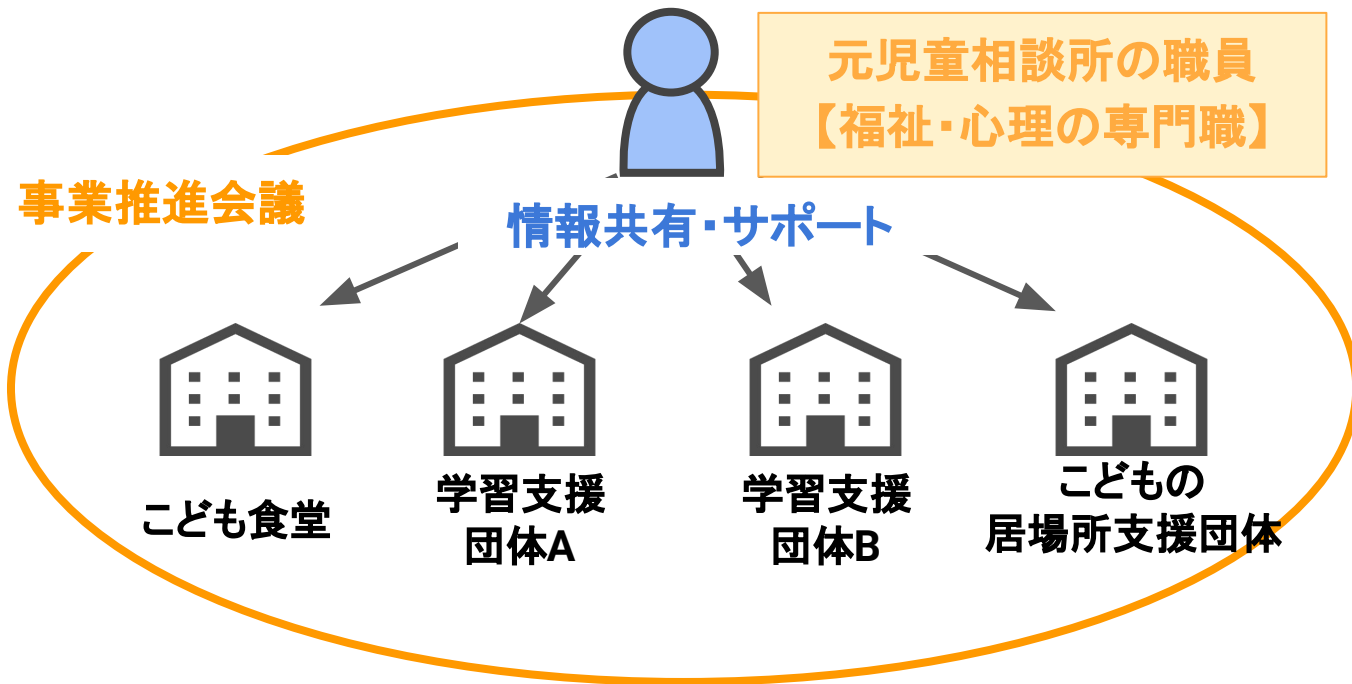 元児童相談所の職員
【福祉・心理の専門職】
事業推進会議
情報共有・サポート
こども食堂
学習支援
団体A
学習支援
団体B
こどもの
居場所支援団体